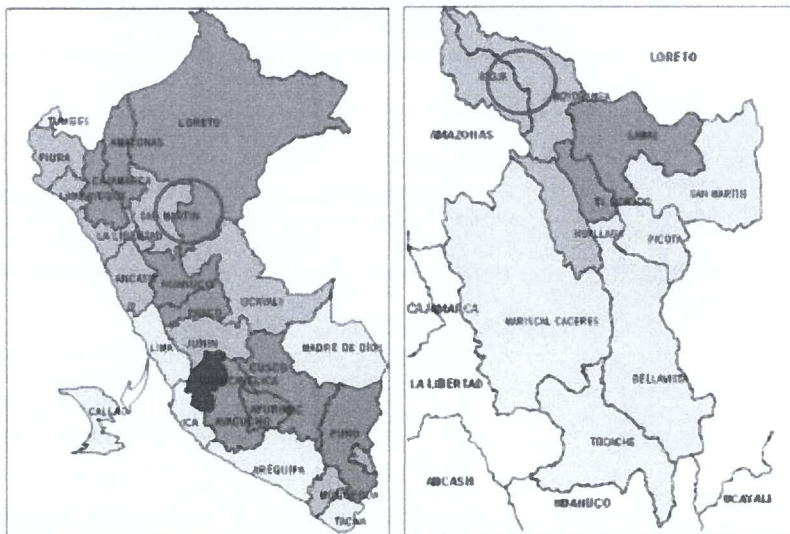 TUMBES
LORETO
AMAZONAS
PIURA
CAJAMARCA
SAN MARTIN
LA LIBERTAD
ANCASH
HUANUCO
UCAYALI
PASCO
LIMA
JUNIN
MADRE DE DIOS
CUSCO
CALLAO
APURIMAC
ICA
AYACUCHO
PUNO
AREQUIPA
MOQUEGUA
TACNA
LORETO
RIOJA
MOYOBAMBA
AMAZONAS
LAMAS
SAN MARTIN
EL DORADO
HUALLAGA
PICOTA
CAJAMARCA
MARISCAL CACERES
LA LIBERTAD
BELLAVISTA
TOCACHE
ANCASH
HUANUCO
UCAYALI